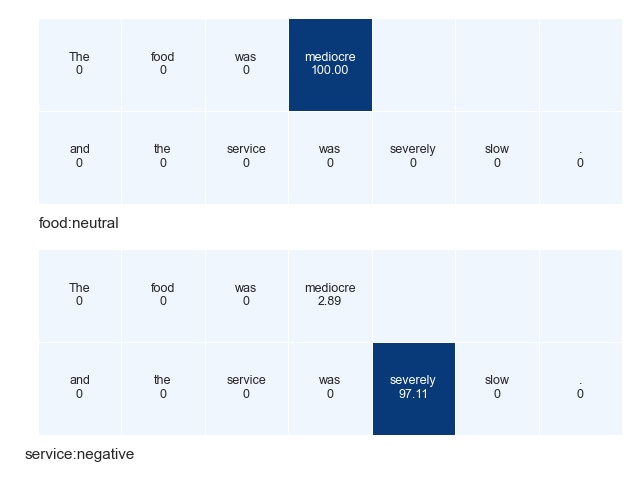 The food was mediocre
0 0 0 100.00
and the service was severely slow .
0 0 0 0 0 0 0
food:neutral
The food was mediocre
0 0 0 2.89
and the service was severely slow .
0 0 0 0 97.11 0 0
service:negative